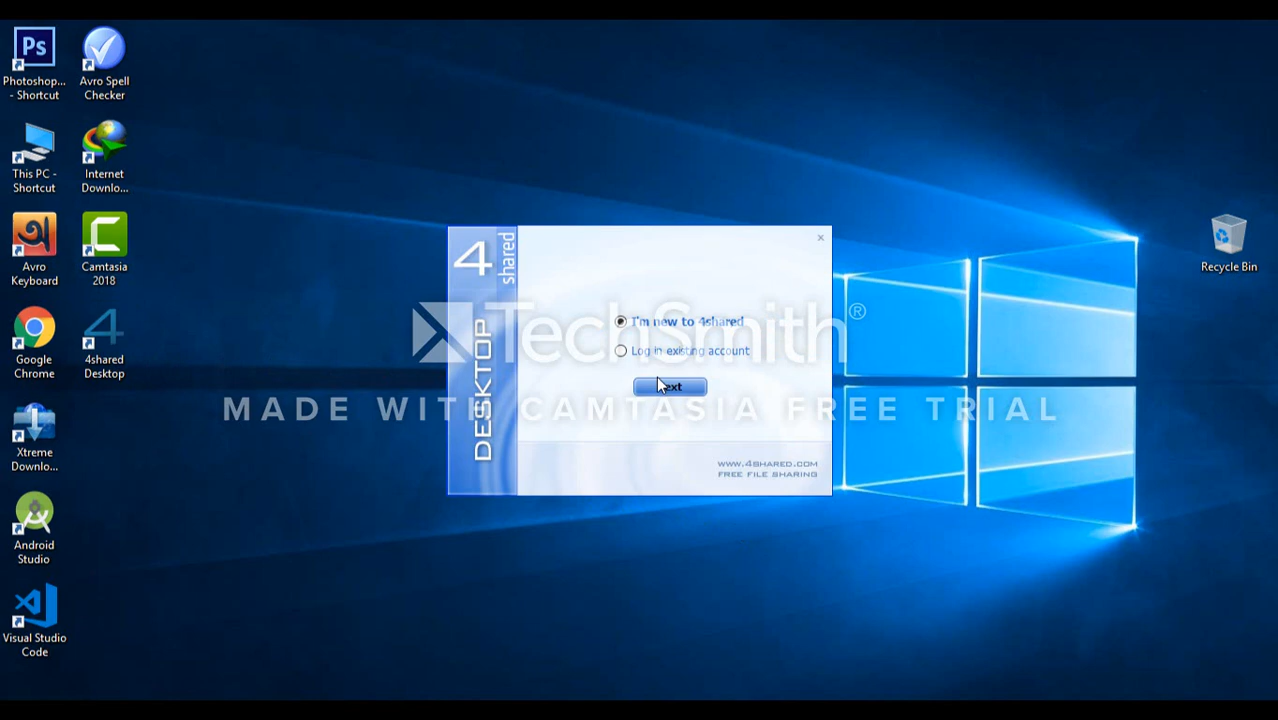 Ps
Photoshop...
- Shortcut
Avro Spell
Checker
This PC -
Shortcut
Internet
Downlo...
অ
Avro
Keyboard
C
Camtasia
2018
Google
Chrome
4
4shared
Desktop
Xtreme
Downlo...
Android
Studio
Visual Studio
Code
Recycle Bin
4
shared
DESKTOP
I'm new to 4shared
Log in existing account
WWW.4SHARED.COM
FREE FILE SHARING
TechSmith®
MADE WITH CAMTASIA FREE TRIAL